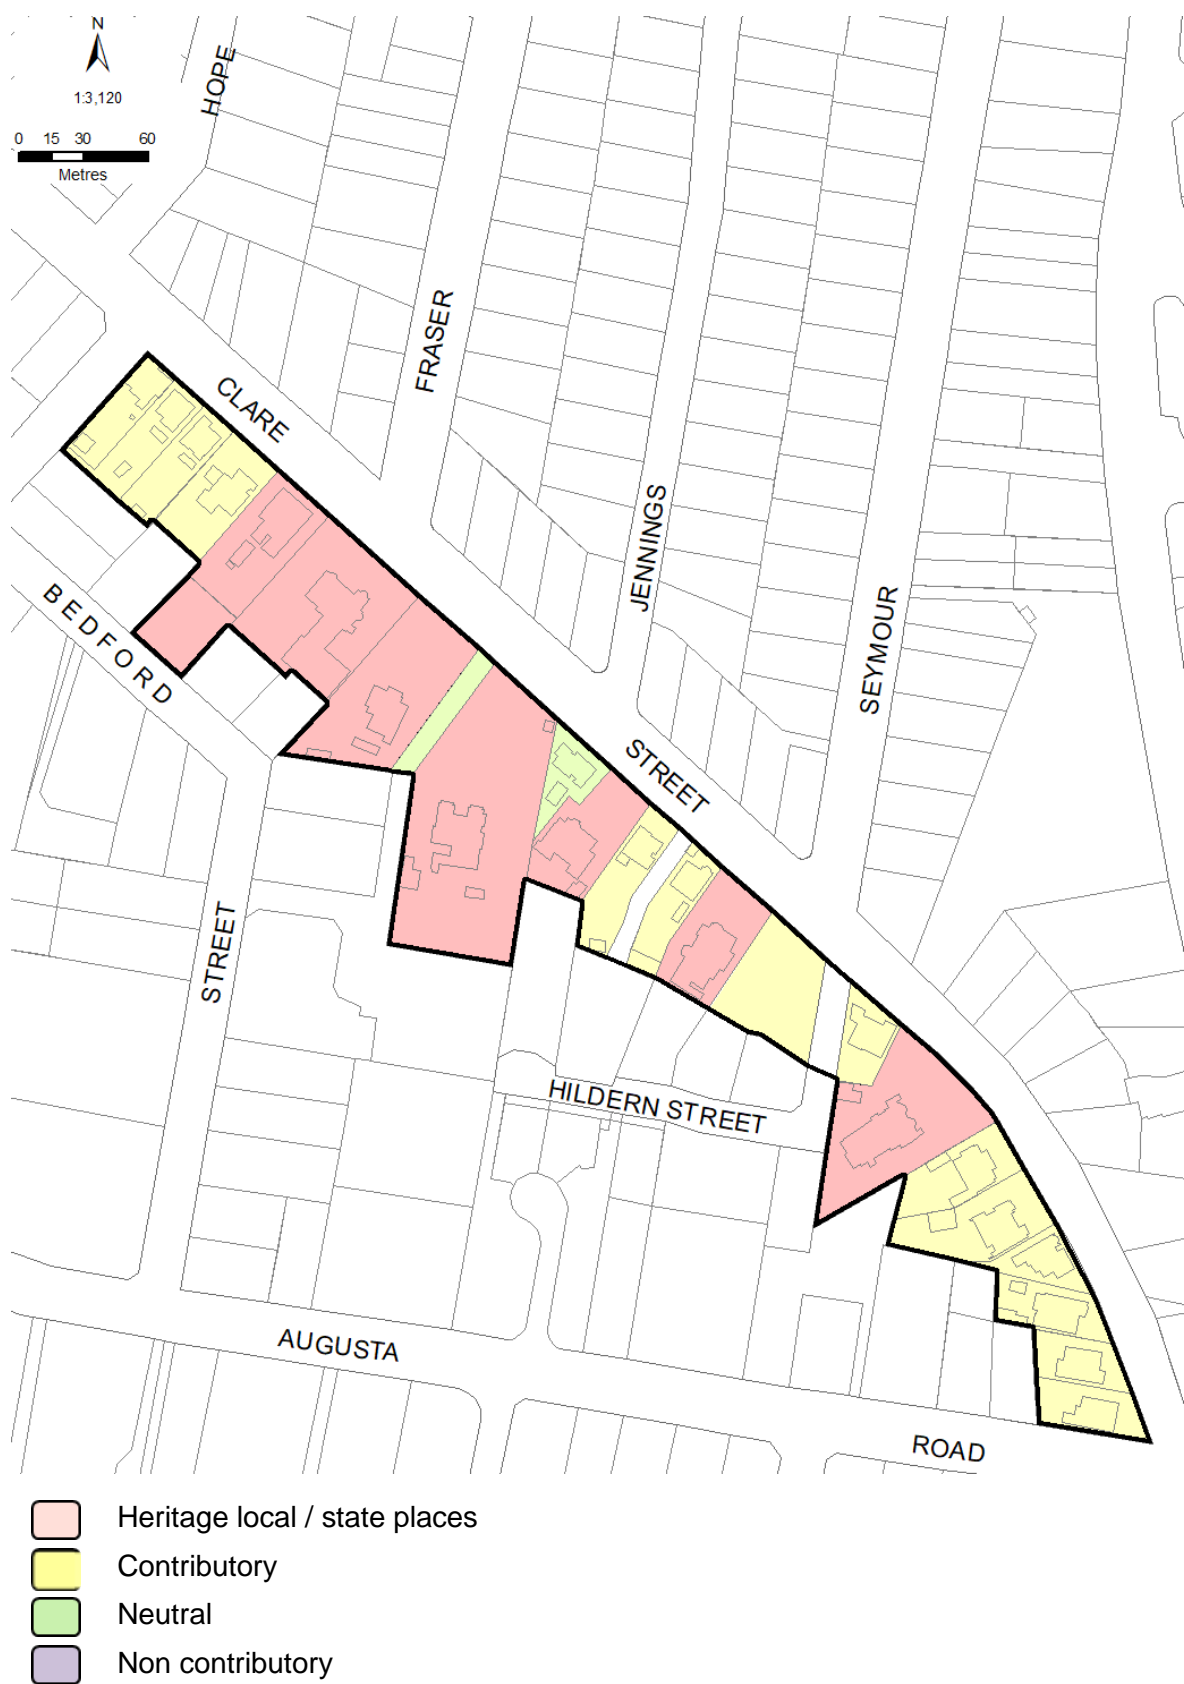 N
1:3,120
0 15 30 60
Metres
HOPE
FRASER
CLARE
JENNINGS
SEYMOUR
BEDFORD
STREET
STREET
HILDERN STREET
AUGUSTA
ROAD
Heritage local / state places
Contributory
Neutral
Non contributory